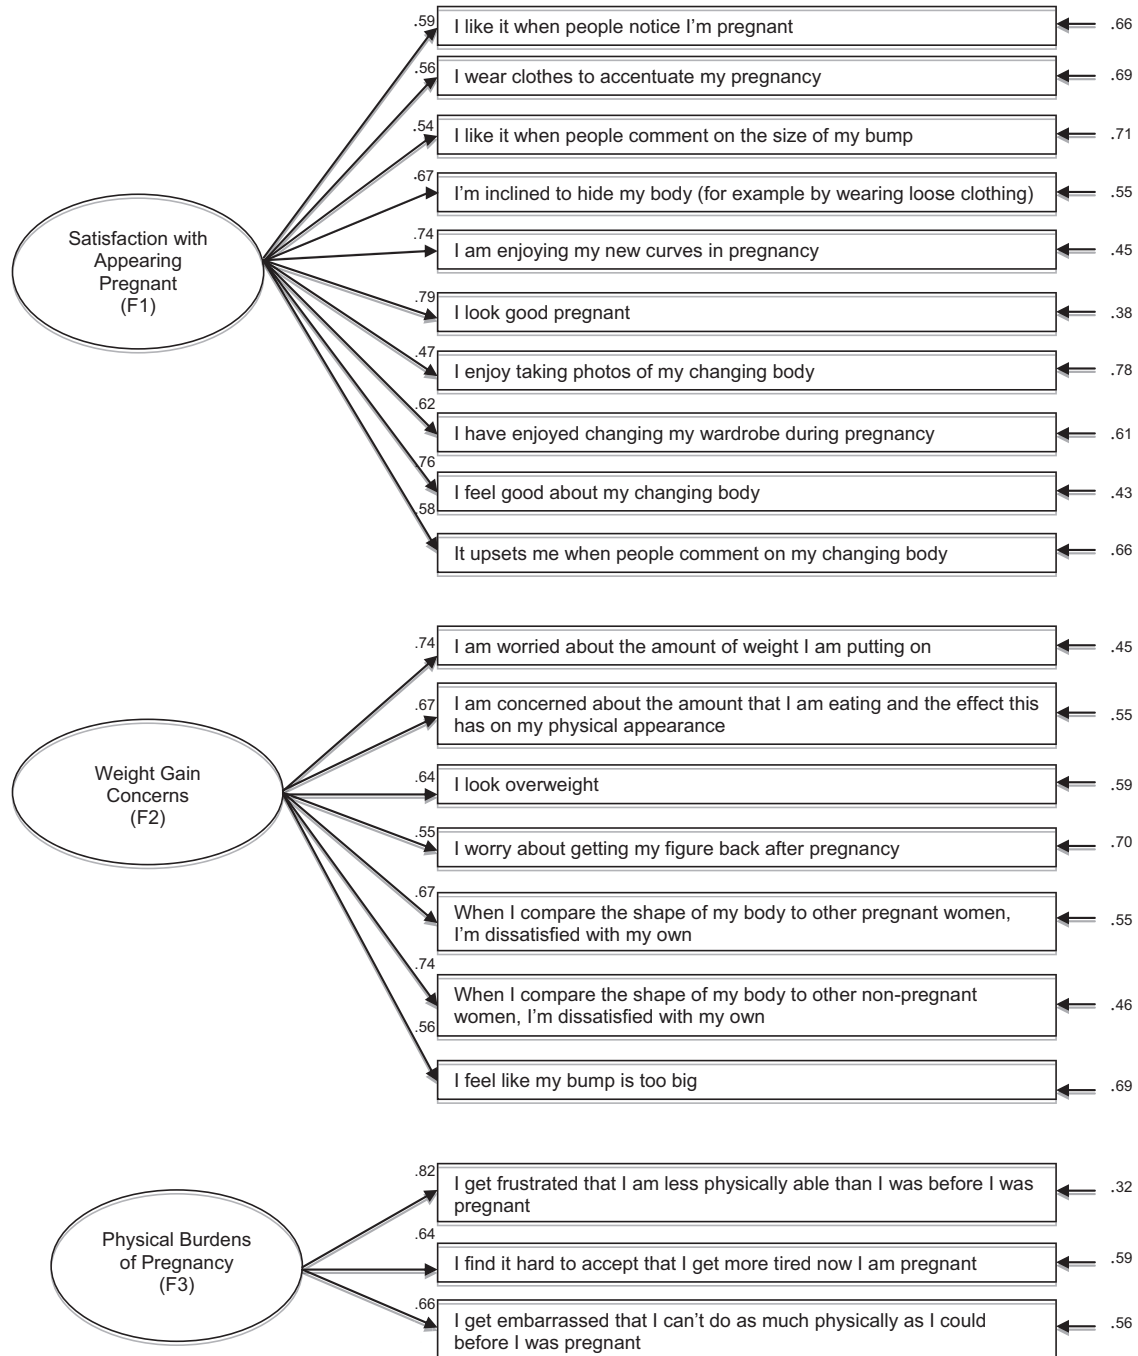 .59
I like it when people notice I'm pregnant
.66
.56
I wear clothes to accentuate my pregnancy
.69
.54
I like it when people comment on the size of my bump
.71
.67
I'm inclined to hide my body (for example by wearing loose clothing)
.55
Satisfaction with
Appearing
Pregnant
(F1)
.74
I am enjoying my new curves in pregnancy
.45
.79
I look good pregnant
.38
.47
I enjoy taking photos of my changing body
.78
.62
I have enjoyed changing my wardrobe during pregnancy
.61
.76
I feel good about my changing body
.43
.58
It upsets me when people comment on my changing body
.66
.74
I am worried about the amount of weight I am putting on
.45
.67
I am concerned about the amount that I am eating and the effect this
has on my physical appearance
.55
Weight Gain
Concerns
(F2)
.64
I look overweight
.59
.55
I worry about getting my figure back after pregnancy
.70
.67
When I compare the shape of my body to other pregnant women,
I'm dissatisfied with my own
.55
.74
When I compare the shape of my body to other non-pregnant
women, I'm dissatisfied with my own
.46
.56
I feel like my bump is too big
.69
.82
I get frustrated that I am less physically able than I was before I was
pregnant
.32
Physical Burdens
of Pregnancy
(F3)
.64
I find it hard to accept that I get more tired now I am pregnant
.59
.66
I get embarrassed that I can't do as much physically as I could
before I was pregnant
.56